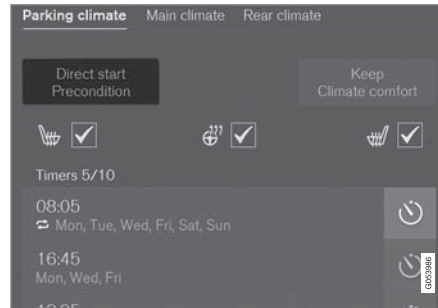 Parking climate Main climate Rear climate
Direct start
Precondition
Keep
Climate comfort
Timers 5/10
08:05
Mon, Tue, Wed, Fri, Sat, Sun
16:45
Mon, Wed, Fri
G053986